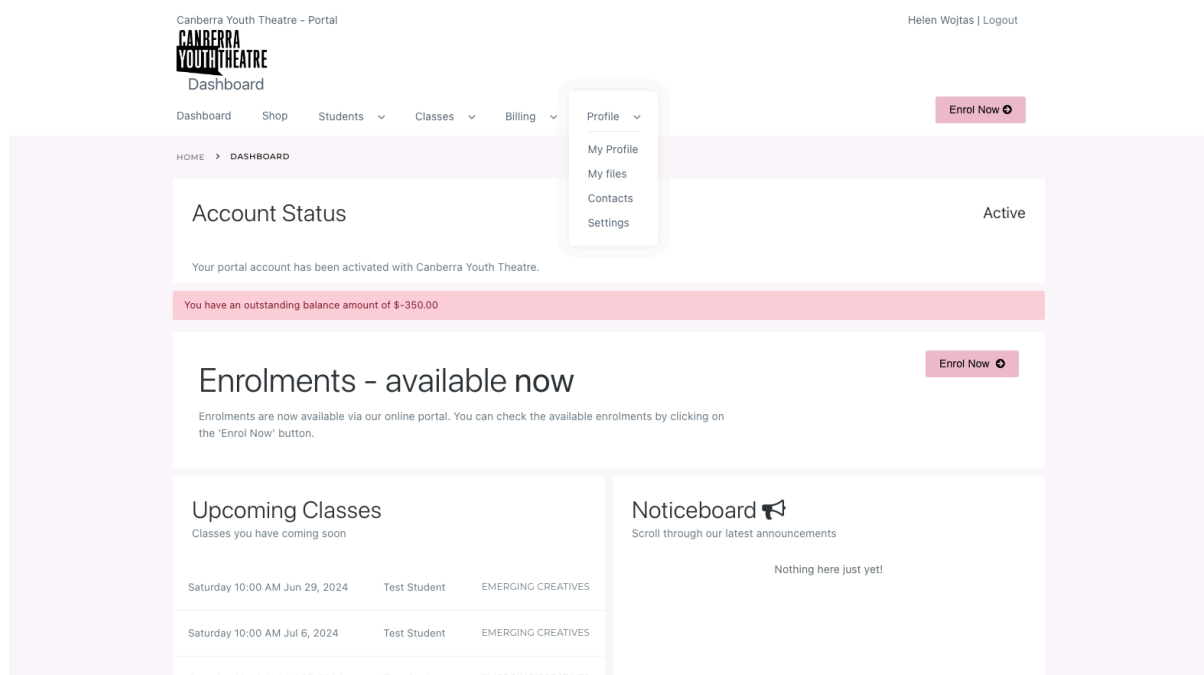 Canberra Youth Theatre - Portal
Helen Wojtas | Logout
CANBERRA
YOUTH THEATRE
Dashboard
Dashboard Shop Students Classes Billing Profile
Enrol Now
My Profile
My files
Contacts
Settings
HOME > DASHBOARD
Account Status
Active
Your portal account has been activated with Canberra Youth Theatre.
You have an outstanding balance amount of $-350.00
Enrolments - available now
Enrol Now
Enrolments are now available via our online portal. You can check the available enrolments by clicking on
the 'Enrol Now' button.
Upcoming Classes
Classes you have coming soon
Saturday 10:00 AM Jun 29, 2024 Test Student EMERGING CREATIVES
Saturday 10:00 AM Jul 6, 2024 Test Student EMERGING CREATIVES
Noticeboard
Scroll through our latest announcements
Nothing here just yet!